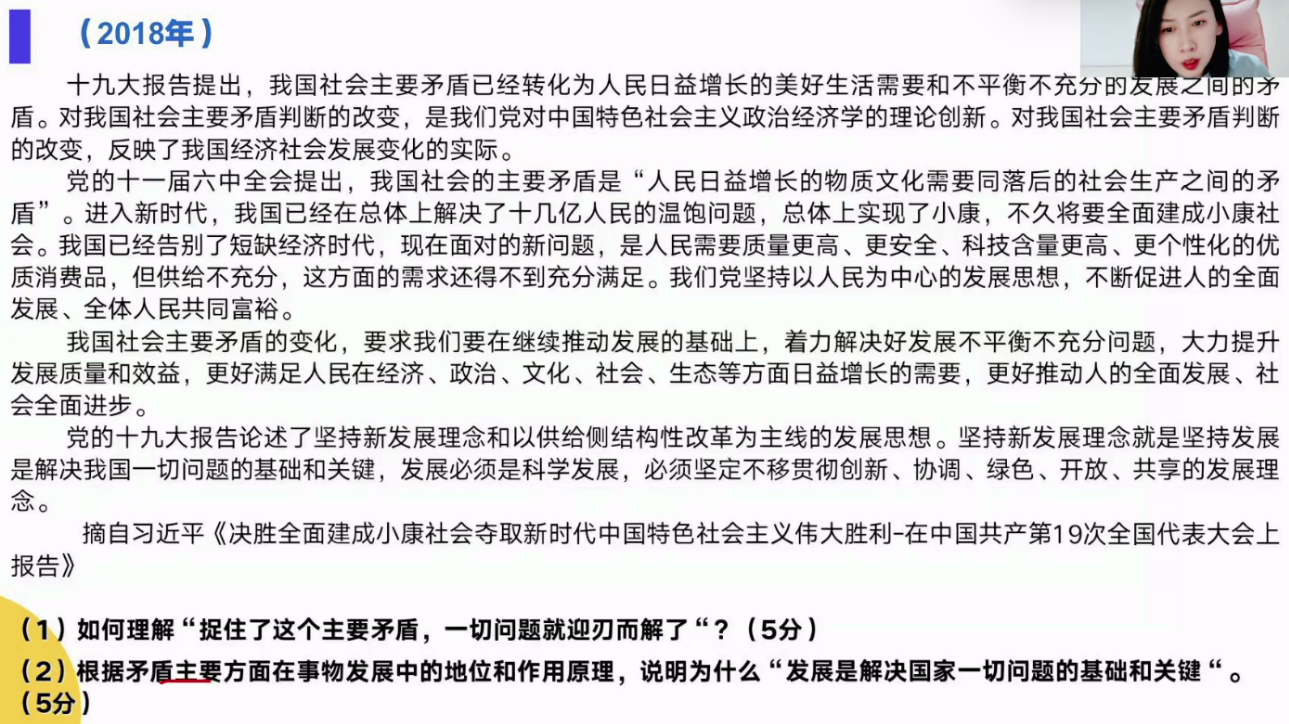 （2018年）
十九大报告提出，我国社会主要矛盾已经转化为人民日益增长的美好生活需要和不平衡不充分的发展之间的矛
盾。对我国社会主要矛盾判断的改变，是我们党对中国特色社会主义政治经济学的理论创新。对我国社会主要矛盾判断
的改变，反映了我国经济社会发展变化的实际。
党的十一届六中全会提出，我国社会的主要矛盾是“人民日益增长的物质文化需要同落后的社会生产之间的矛
盾”。进入新时代，我国已经在总体上解决了十几亿人民的温饱问题，总体上实现了小康，不久将要全面建成小康社
会。我国已经告别了短缺经济时代，现在面对的新问题，是人民需要质量更高、更安全、科技含量更高、更个性化的优
质消费品，但供给不充分，这方面的需求还得不到充分满足。我们党坚持以人民为中心的发展思想，不断促进人的全面
发展、全体人民共同富裕。
我国社会主要矛盾的变化，要求我们要在继续推动发展的基础上，着力解决好发展不平衡不充分问题，大力提升
发展质量和效益，更好满足人民在经济、政治、文化、社会、生态等方面日益增长的需要，更好推动人的全面发展、社
会全面进步。
党的十九大报告论述了坚持新发展理念和以供给侧结构性改革为主线的发展思想。坚持新发展理念就是坚持发展
是解决我国一切问题的基础和关键，发展必须是科学发展，必须坚定不移贯彻创新、协调、绿色、开放、共享的发展理
念。
摘自习近平《决胜全面建成小康社会夺取新时代中国特色社会主义伟大胜利-在中国共产第19次全国代表大会上
报告》
（1）如何理解“捉住了这个主要矛盾，一切问题就迎刃而解了“？（5分）
（2）根据矛盾主要方面在事物发展中的地位和作用原理，说明为什么“发展是解决国家一切问题的基础和关键“。
（5分）